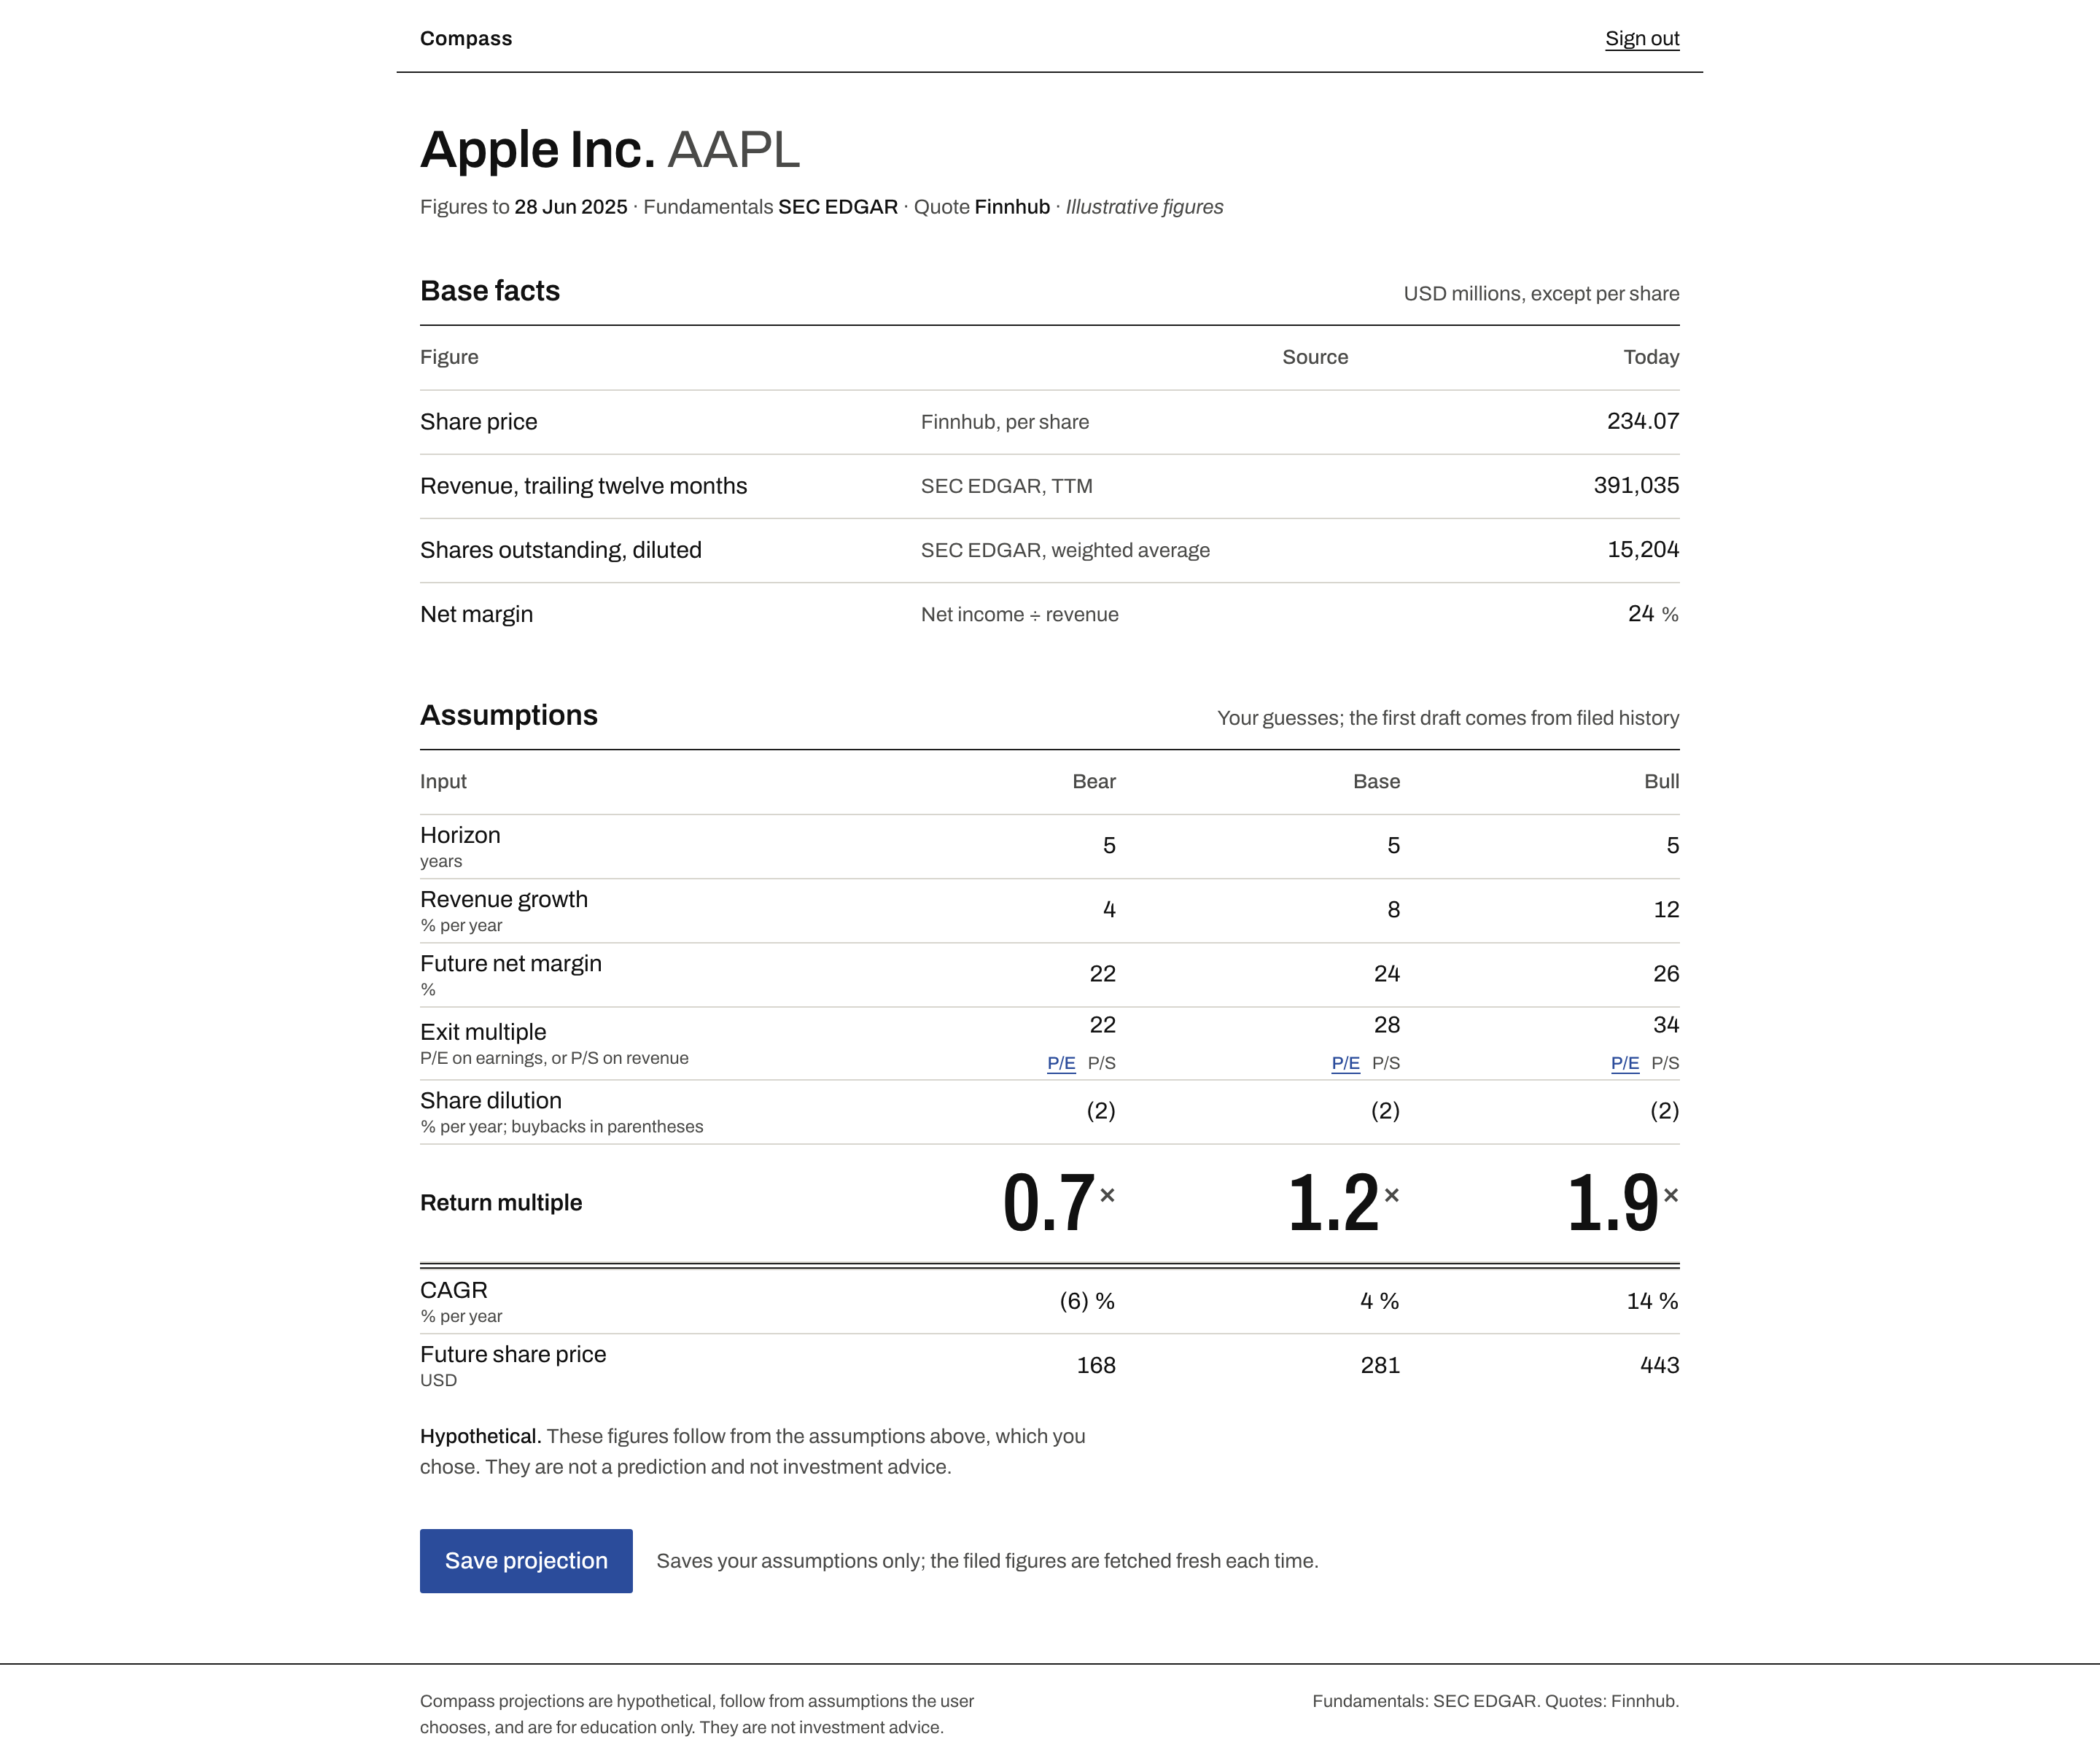 Compass
Sign out
Apple Inc. AAPL
Figures to 28 Jun 2025 · Fundamentals SEC EDGAR · Quote Finnhub · Illustrative figures
Base facts
USD millions, except per share
Figure Source Today
Share price Finnhub, per share 234.07
Revenue, trailing twelve months SEC EDGAR, TTM 391,035
Shares outstanding, diluted SEC EDGAR, weighted average 15,204
Net margin Net income ÷ revenue 24 %
Assumptions
Your guesses; the first draft comes from filed history
Input Bear Base Bull
Horizon
years
5 5 5
Revenue growth
% per year
4 8 12
Future net margin
%
22 24 26
Exit multiple
P/E on earnings, or P/S on revenue
22 28 34
P/E P/S P/E P/S P/E P/S
Share dilution
% per year; buybacks in parentheses
(2) (2) (2)
Return multiple 0.7× 1.2× 1.9×
CAGR
% per year
(6) % 4 % 14 %
Future share price
USD
168 281 443
Hypothetical. These figures follow from the assumptions above, which you
chose. They are not a prediction and not investment advice.
Save projection
Saves your assumptions only; the filed figures are fetched fresh each time.
Compass projections are hypothetical, follow from assumptions the user
chooses, and are for education only. They are not investment advice.
Fundamentals: SEC EDGAR. Quotes: Finnhub.